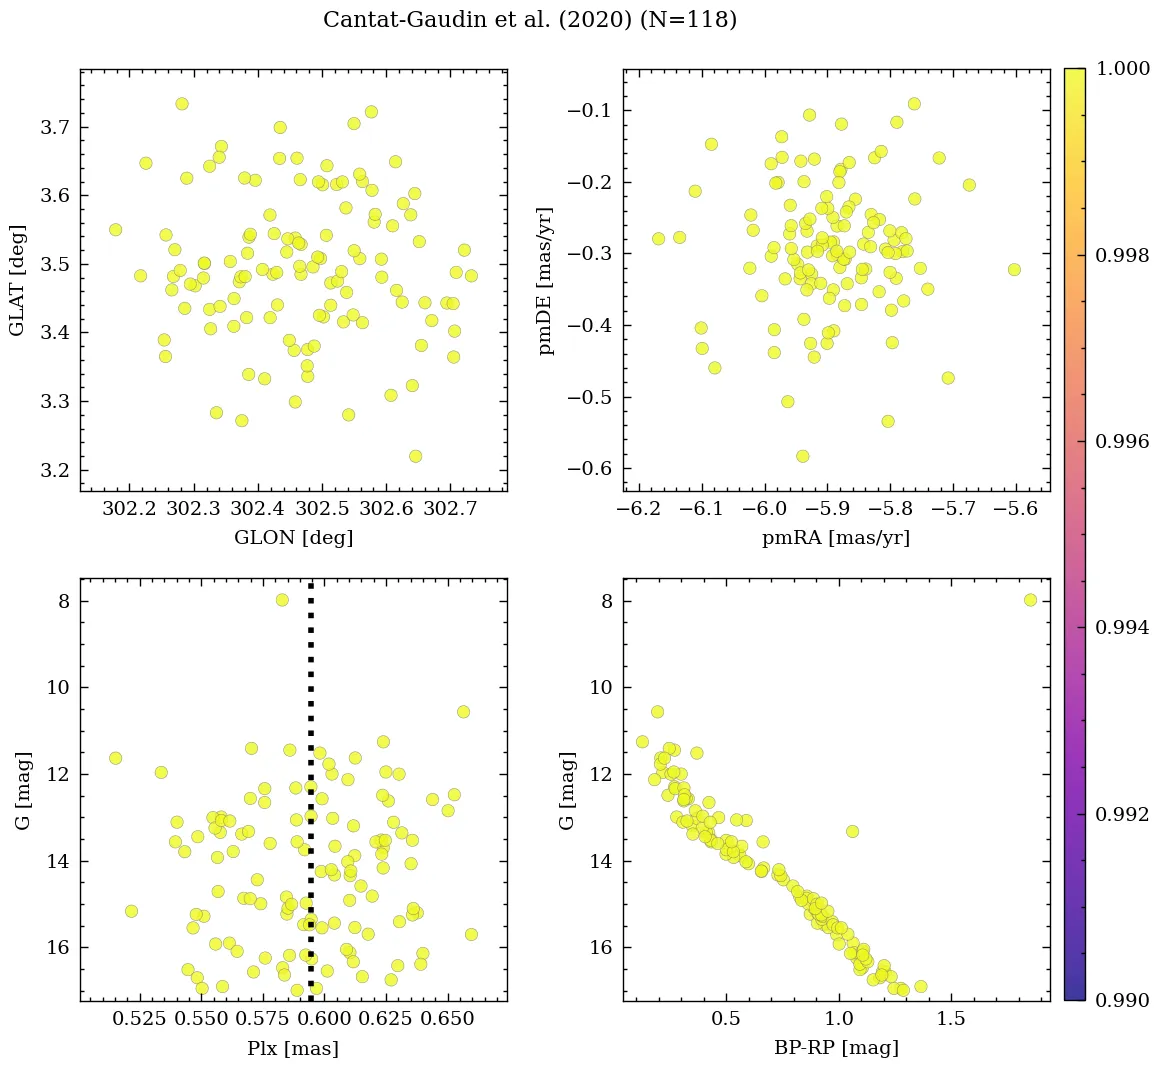 Cantat-Gaudin et al. (2020) (N=118)
3.7
3.6
3.5
3.4
3.3
3.2
GLAT [deg]
302.2 302.3 302.4 302.5 302.6 302.7
GLON [deg]
−0.1
−0.2
−0.3
−0.4
−0.5
−0.6
pmDE [mas/yr]
−6.2 −6.1 −6.0 −5.9 −5.8 −5.7 −5.6
pmRA [mas/yr]
1.000
0.998
0.996
0.994
0.992
0.990
8
10
12
14
16
G [mag]
0.525 0.550 0.575 0.600 0.625 0.650
Plx [mas]
8
10
12
14
16
G [mag]
0.5 1.0 1.5
BP-RP [mag]